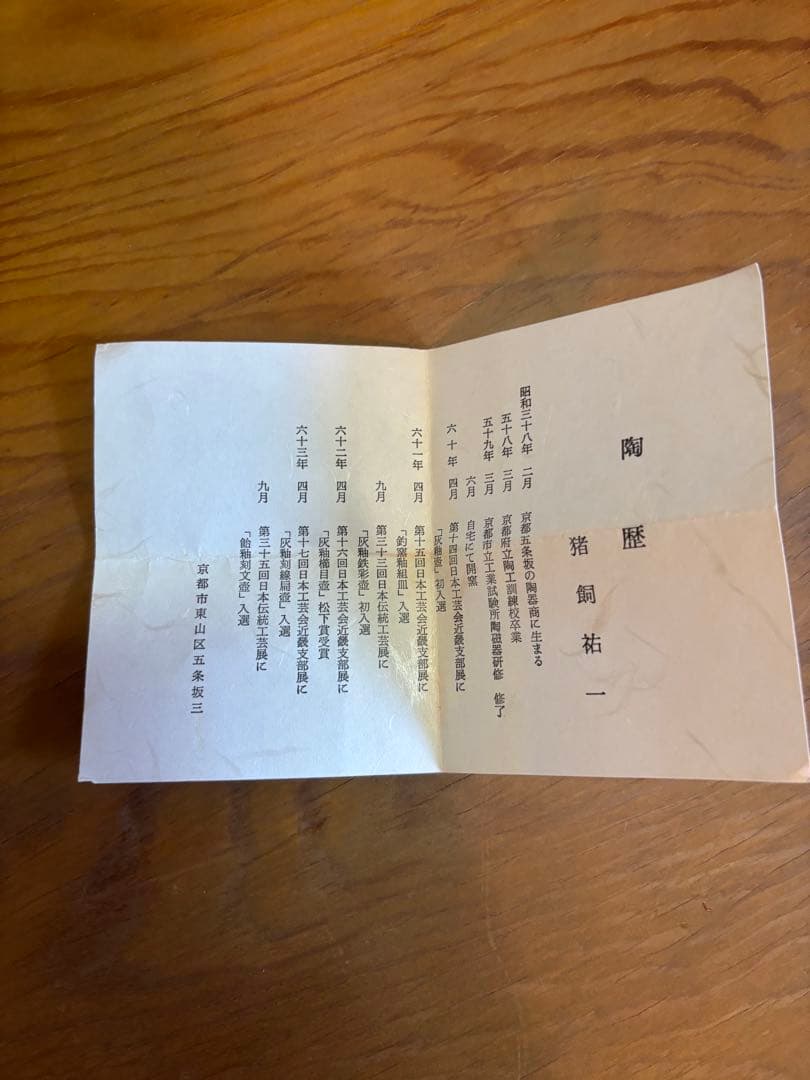 陶歴
猪飼祐一
昭和三十八年 二月 京都五条坂の陶器商に生まる
五十八年 三月 京都府立陶工訓練校卒業
五十九年 三月 京都市立工業試験所陶磁器研修 修了
六月 自宅にて開窯
六十年 四月 第十四回日本工芸会近畿支部展に
「灰釉壺」初入選
六十一年 四月 第十五回日本工芸会近畿支部展に
「釣窯釉組皿」入選
九月 第三十三回日本伝統工芸展に
「灰釉鉄彩壺」初入選
六十二年 四月 第十六回日本工芸会近畿支部展に
「灰釉櫛目壺」松下賞受賞
六十三年 四月 第十七回日本工芸会近畿支部展に
「灰釉刻線扁壺」入選
九月 第三十五回日本伝統工芸展に
「飴釉刻文壺」入選
京都市東山区五条坂三